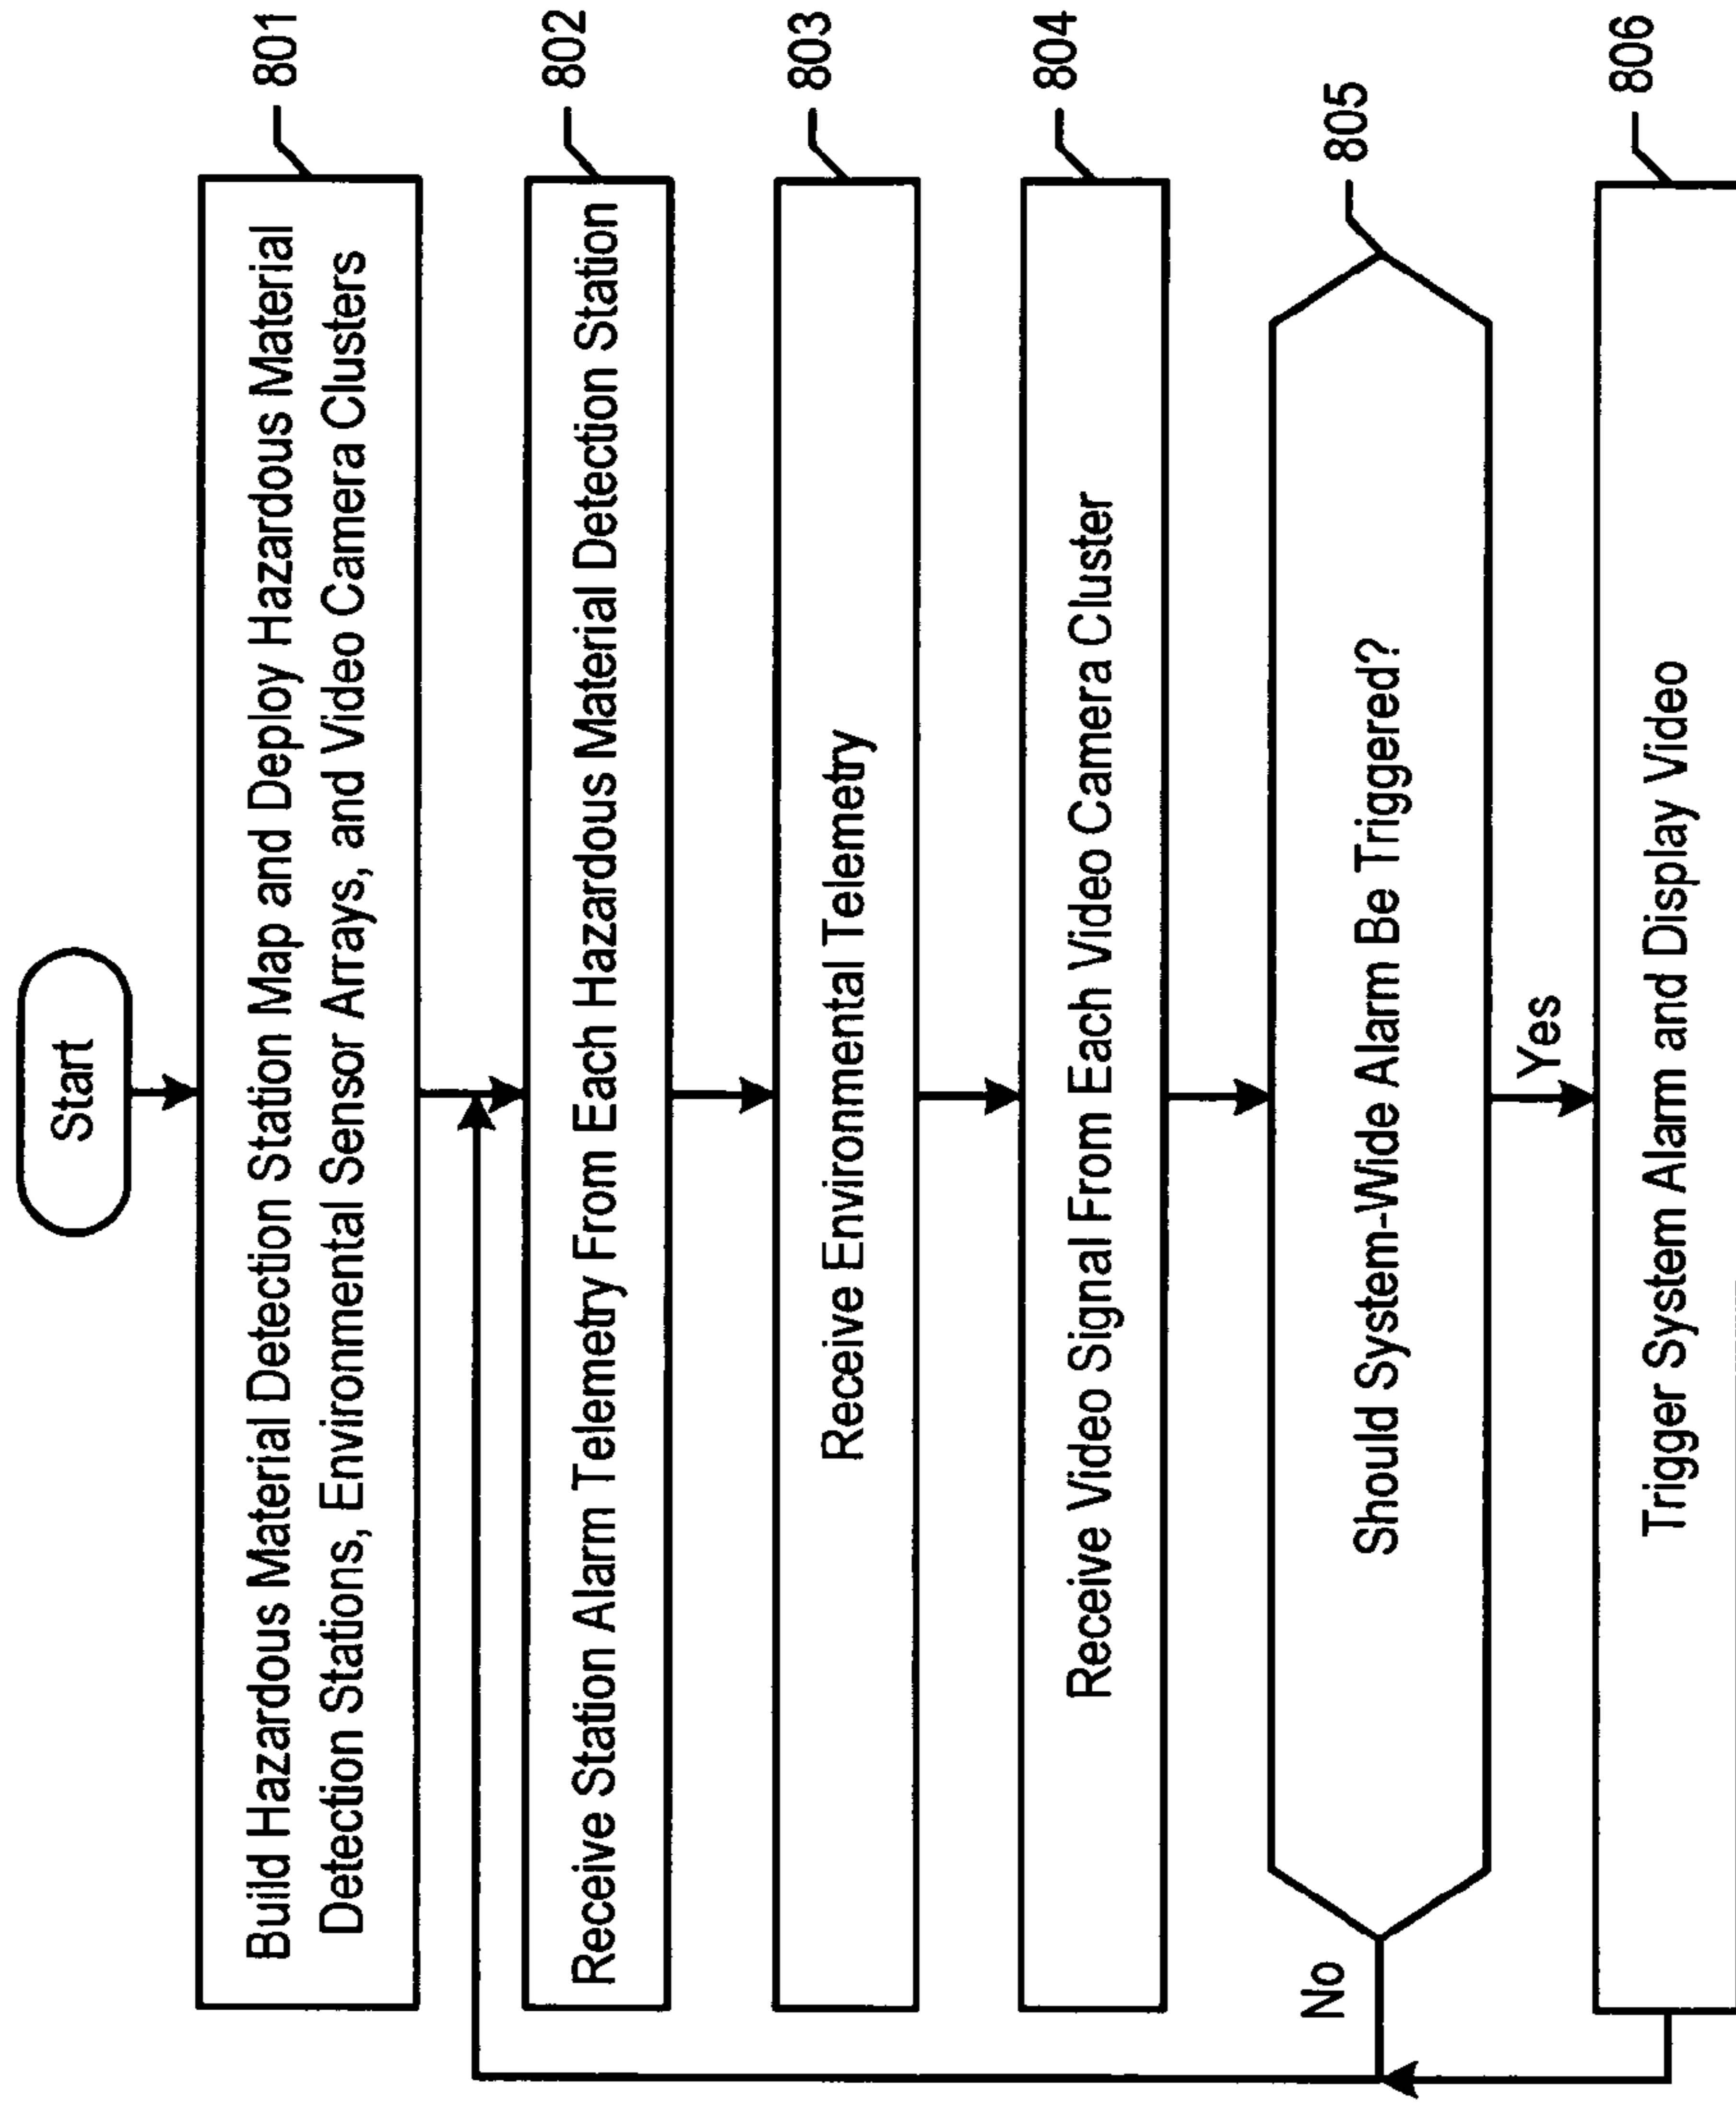 Start
Build Hazardous Material Detection Station Map and Deploy Hazardous Material
Detection Stations, Environmental Sensor Arrays, and Video Camera Clusters
801
Receive Station Alarm Telemetry From Each Hazardous Material Detection Station
802
Receive Environmental Telemetry
803
Receive Video Signal From Each Video Camera Cluster
804
Should System-Wide Alarm Be Triggered?
805
No
Yes
Trigger System Alarm and Display Video
806